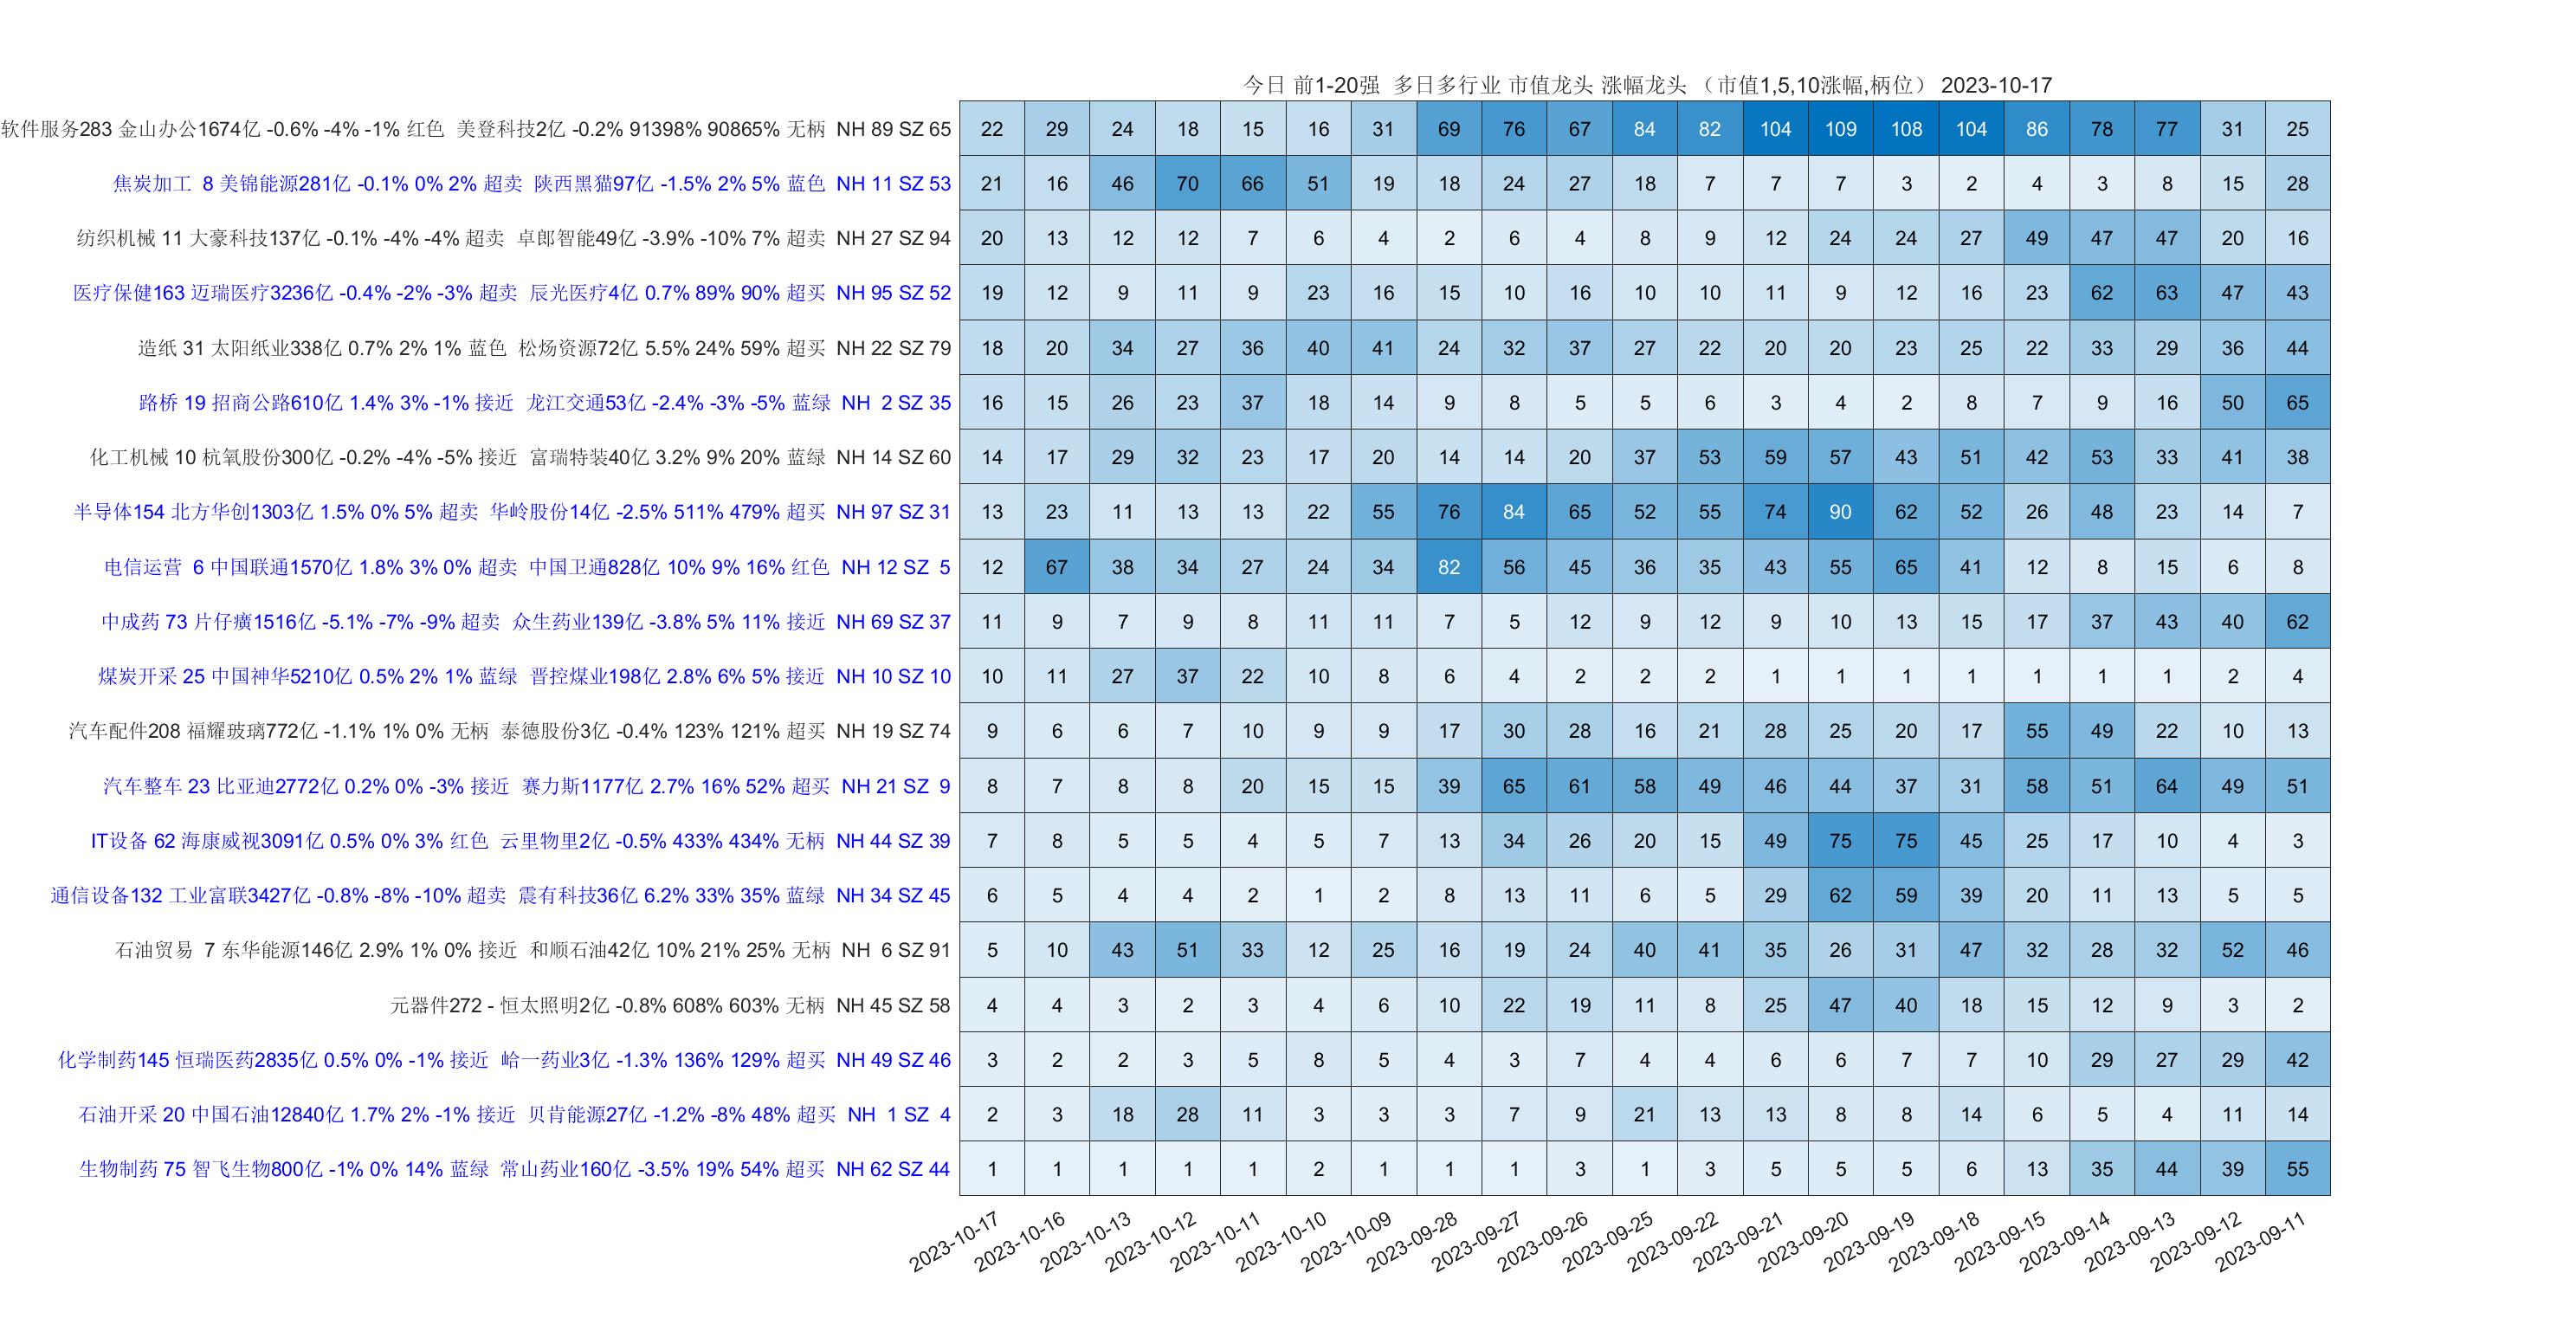 今日 前1-20强 多日多行业 市值龙头 涨幅龙头 （市值1,5,10涨幅,柄位） 2023-10-17
软件服务283 金山办公1674亿 -0.6% -4% -1% 红色 美登科技2亿 -0.2% 91398% 90865% 无柄 NH 89 SZ 65 22 29 24 18 15 16 31 69 76 67 84 82 104 109 108 104 86 78 77 31 25
焦炭加工 8 美锦能源281亿 -0.1% 0% 2% 超卖 陕西黑猫97亿 -1.5% 2% 5% 蓝色 NH 11 SZ 53 21 16 46 70 66 51 19 18 24 27 18 7 7 7 3 2 4 3 8 15 28
纺织机械 11 大豪科技137亿 -0.1% -4% -4% 超卖 卓郎智能49亿 -3.9% -10% 7% 超卖 NH 27 SZ 94 20 13 12 12 7 6 4 2 6 4 8 9 12 24 24 27 49 47 47 20 16
医疗保健163 迈瑞医疗3236亿 -0.4% -2% -3% 超卖 辰光医疗4亿 0.7% 89% 90% 超买 NH 95 SZ 52 19 12 9 11 9 23 16 15 10 16 10 10 11 9 12 16 23 62 63 47 43
造纸 31 太阳纸业338亿 0.7% 2% 1% 蓝色 松炀资源72亿 5.5% 24% 59% 超买 NH 22 SZ 79 18 20 34 27 36 40 41 24 32 37 27 22 20 20 23 25 22 33 29 36 44
路桥 19 招商公路610亿 1.4% 3% -1% 接近 龙江交通53亿 -2.4% -3% -5% 蓝绿 NH 2 SZ 35 16 15 26 23 37 18 14 9 8 5 5 6 3 4 2 8 7 9 16 50 65
化工机械 10 杭氧股份300亿 -0.2% -4% -5% 接近 富瑞特装40亿 3.2% 9% 20% 蓝绿 NH 14 SZ 60 14 17 29 32 23 17 20 14 14 20 37 53 59 57 43 51 42 53 33 41 38
半导体154 北方华创1303亿 1.5% 0% 5% 超卖 华岭股份14亿 -2.5% 511% 479% 超买 NH 97 SZ 31 13 23 11 13 13 22 55 76 84 65 52 55 74 90 62 52 26 48 23 14 7
电信运营 6 中国联通1570亿 1.8% 3% 0% 超卖 中国卫通828亿 10% 9% 16% 红色 NH 12 SZ 5 12 67 38 34 27 24 34 82 56 45 36 35 43 55 65 41 12 8 15 6 8
中成药 73 片仔癀1516亿 -5.1% -7% -9% 超卖 众生药业139亿 -3.8% 5% 11% 接近 NH 69 SZ 37 11 9 7 9 8 11 11 7 5 12 9 12 9 10 13 15 17 37 43 40 62
煤炭开采 25 中国神华5210亿 0.5% 2% 1% 蓝绿 晋控煤业198亿 2.8% 6% 5% 接近 NH 10 SZ 10 10 11 27 37 22 10 8 6 4 2 2 2 1 1 1 1 1 1 1 2 4
汽车配件208 福耀玻璃772亿 -1.1% 1% 0% 无柄 泰德股份3亿 -0.4% 123% 121% 超买 NH 19 SZ 74 9 6 6 7 10 9 9 17 30 28 16 21 28 25 20 17 55 49 22 10 13
汽车整车 23 比亚迪2772亿 0.2% 0% -3% 接近 赛力斯1177亿 2.7% 16% 52% 超买 NH 21 SZ 9 8 7 8 8 20 15 15 39 65 61 58 49 46 44 37 31 58 51 64 49 51
IT设备 62 海康威视3091亿 0.5% 0% 3% 红色 云里物里2亿 -0.5% 433% 434% 无柄 NH 44 SZ 39 7 8 5 5 4 5 7 13 34 26 20 15 49 75 75 45 25 17 10 4 3
通信设备132 工业富联3427亿 -0.8% -8% -10% 超卖 震有科技36亿 6.2% 33% 35% 蓝绿 NH 34 SZ 45 6 5 4 4 2 1 2 8 13 11 6 5 29 62 59 39 20 11 13 5 5
石油贸易 7 东华能源146亿 2.9% 1% 0% 接近 和顺石油42亿 10% 21% 25% 无柄 NH 6 SZ 91 5 10 43 51 33 12 25 16 19 24 40 41 35 26 31 47 32 28 32 52 46
元器件272 - 恒太照明2亿 -0.8% 608% 603% 无柄 NH 45 SZ 58 4 4 3 2 3 4 6 10 22 19 11 8 25 47 40 18 15 12 9 3 2
化学制药145 恒瑞医药2835亿 0.5% 0% -1% 接近 峆一药业3亿 -1.3% 136% 129% 超买 NH 49 SZ 46 3 2 2 3 5 8 5 4 3 7 4 4 6 6 7 7 10 29 27 29 42
石油开采 20 中国石油12840亿 1.7% 2% -1% 接近 贝肯能源27亿 -1.2% -8% 48% 超买 NH 1 SZ 4 2 3 18 28 11 3 3 3 7 9 21 13 13 8 8 14 6 5 4 11 14
生物制药 75 智飞生物800亿 -1% 0% 14% 蓝绿 常山药业160亿 -3.5% 19% 54% 超买 NH 62 SZ 44 1 1 1 1 1 2 1 1 1 3 1 3 5 5 5 6 13 35 44 39 55
2023-10-17 2023-10-16 2023-10-13 2023-10-12 2023-10-11 2023-10-10 2023-10-09 2023-09-28 2023-09-27 2023-09-26 2023-09-25 2023-09-22 2023-09-21 2023-09-20 2023-09-19 2023-09-18 2023-09-15 2023-09-14 2023-09-13 2023-09-12 2023-09-11